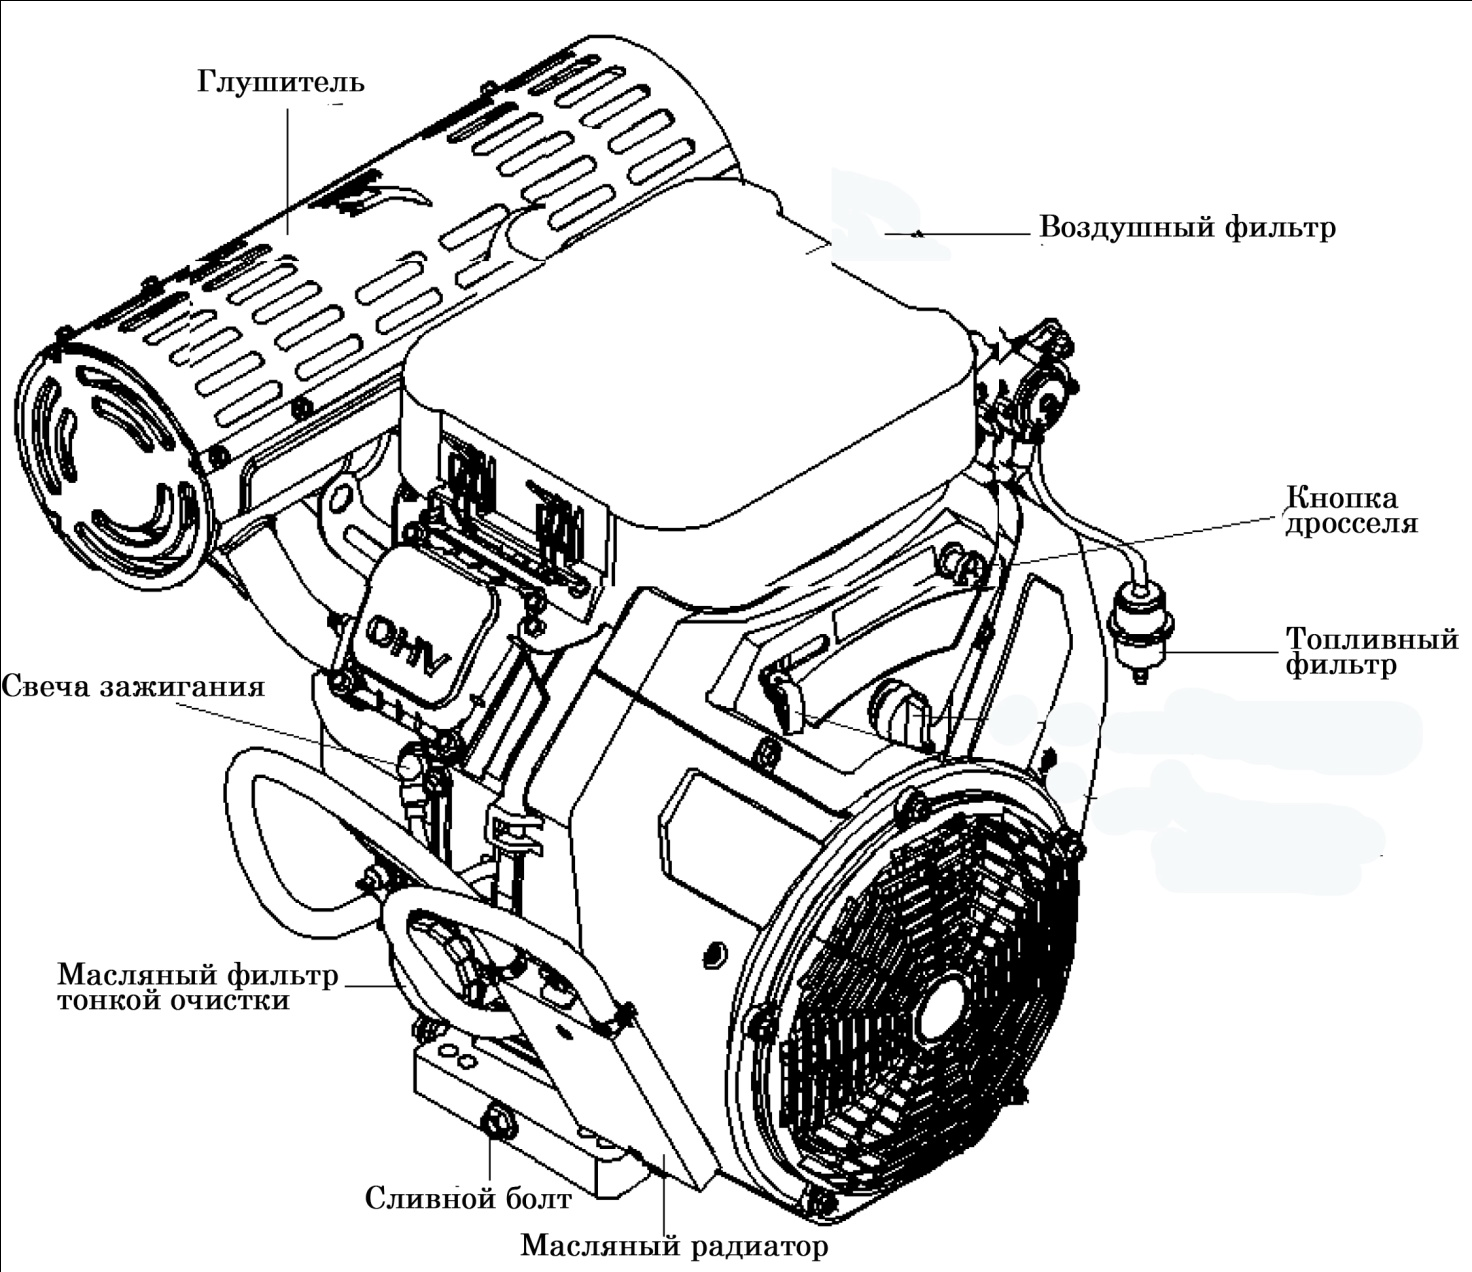 Глушитель
Воздушный фильтр
Кнопка
дросселя
OHV
Топливный
фильтр
Свеча зажигания
Масляный фильтр
тонкой очистки
Сливной болт
Масляный радиатор